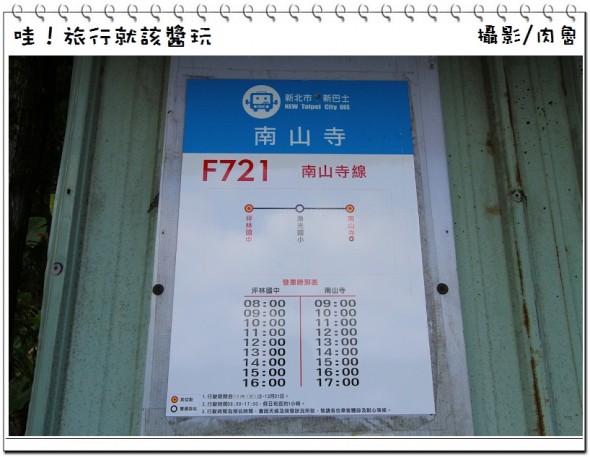 哇！旅行就該醬玩
攝影/肉魯
新北市 新巴士
NEW Taipei City BUS
南山寺
F721 南山寺線
坪林國中
漁光國小
南山寺
發車時刻表
坪林國中 南山寺
08:00 09:00
09:00 10:00
10:00 11:00
11:00 12:00
12:00 13:00
13:00 14:00
14:00 15:00
15:00 16:00
16:00 17:00